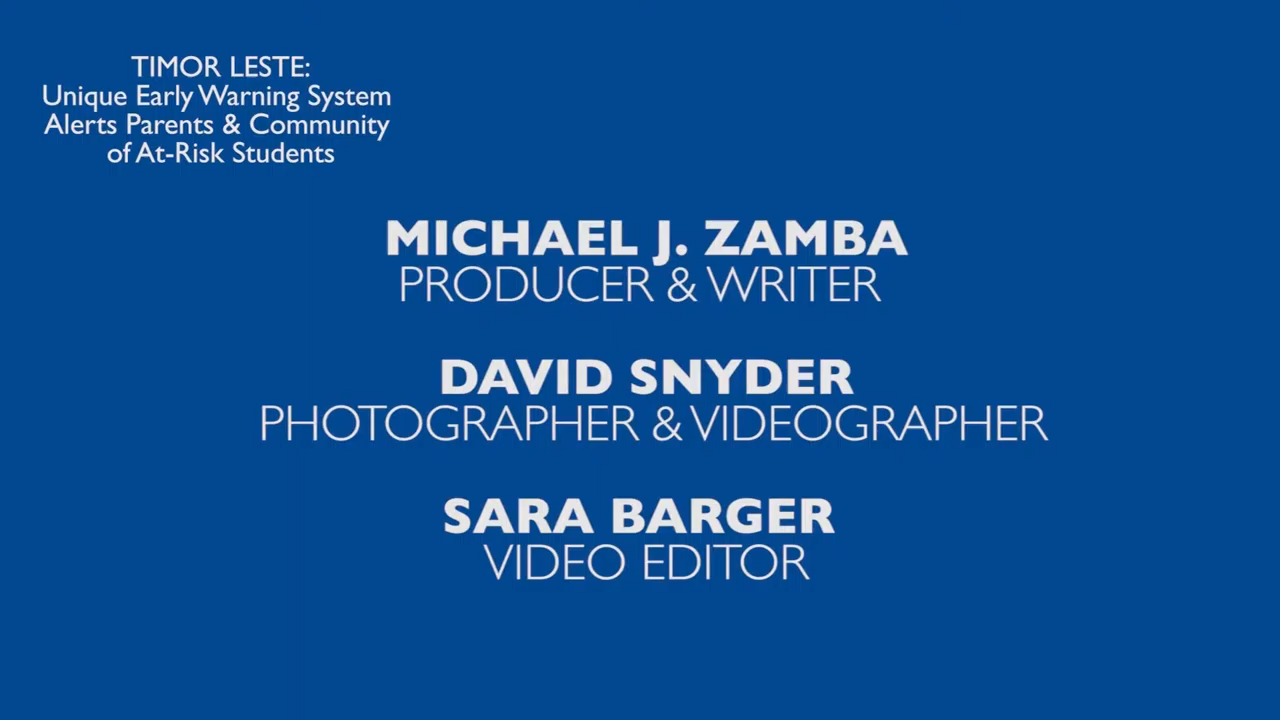 TIMOR LESTE:
Unique Early Warning System
Alerts Parents & Community
of At-Risk Students
MICHAEL J. ZAMBA
PRODUCER & WRITER
DAVID SNYDER
PHOTOGRAPHER & VIDEOGRAPHER
SARA BARGER
VIDEO EDITOR